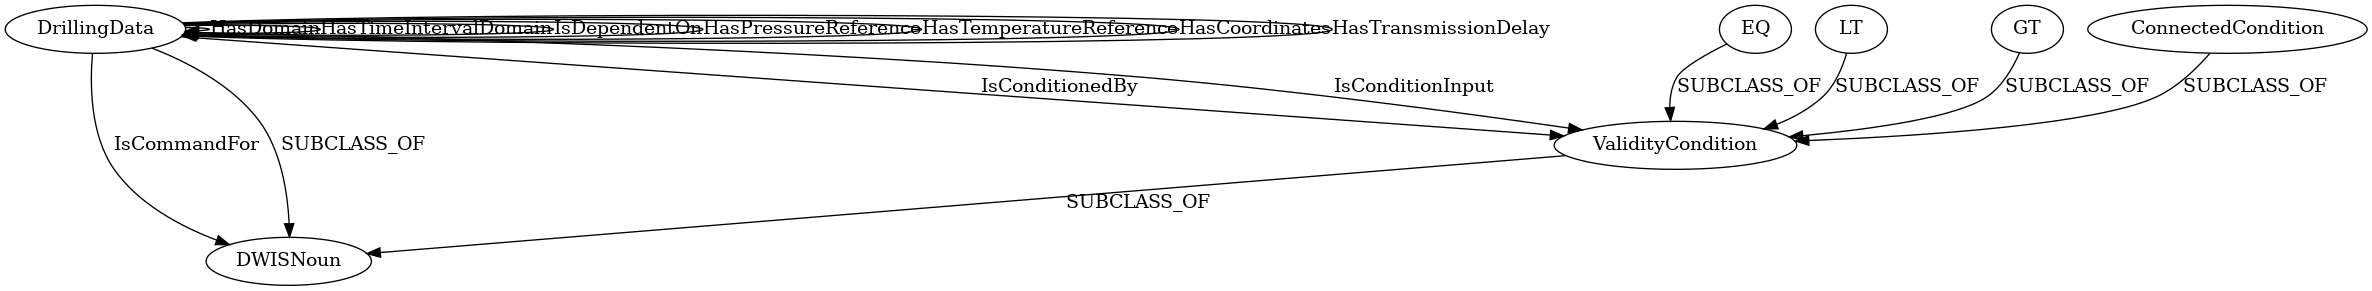 DrillingData
HasDomain
HasTimeIntervalDomain
IsDependentOn
HasPressureReference
HasTemperatureReference
HasCoordinates
HasTransmissionDelay
EQ
LT
GT
ConnectedCondition
IsConditionedBy
IsConditionInput
SUBCLASS_OF
SUBCLASS_OF
SUBCLASS_OF
SUBCLASS_OF
IsCommandFor
SUBCLASS_OF
ValidityCondition
SUBCLASS_OF
DWISNoun